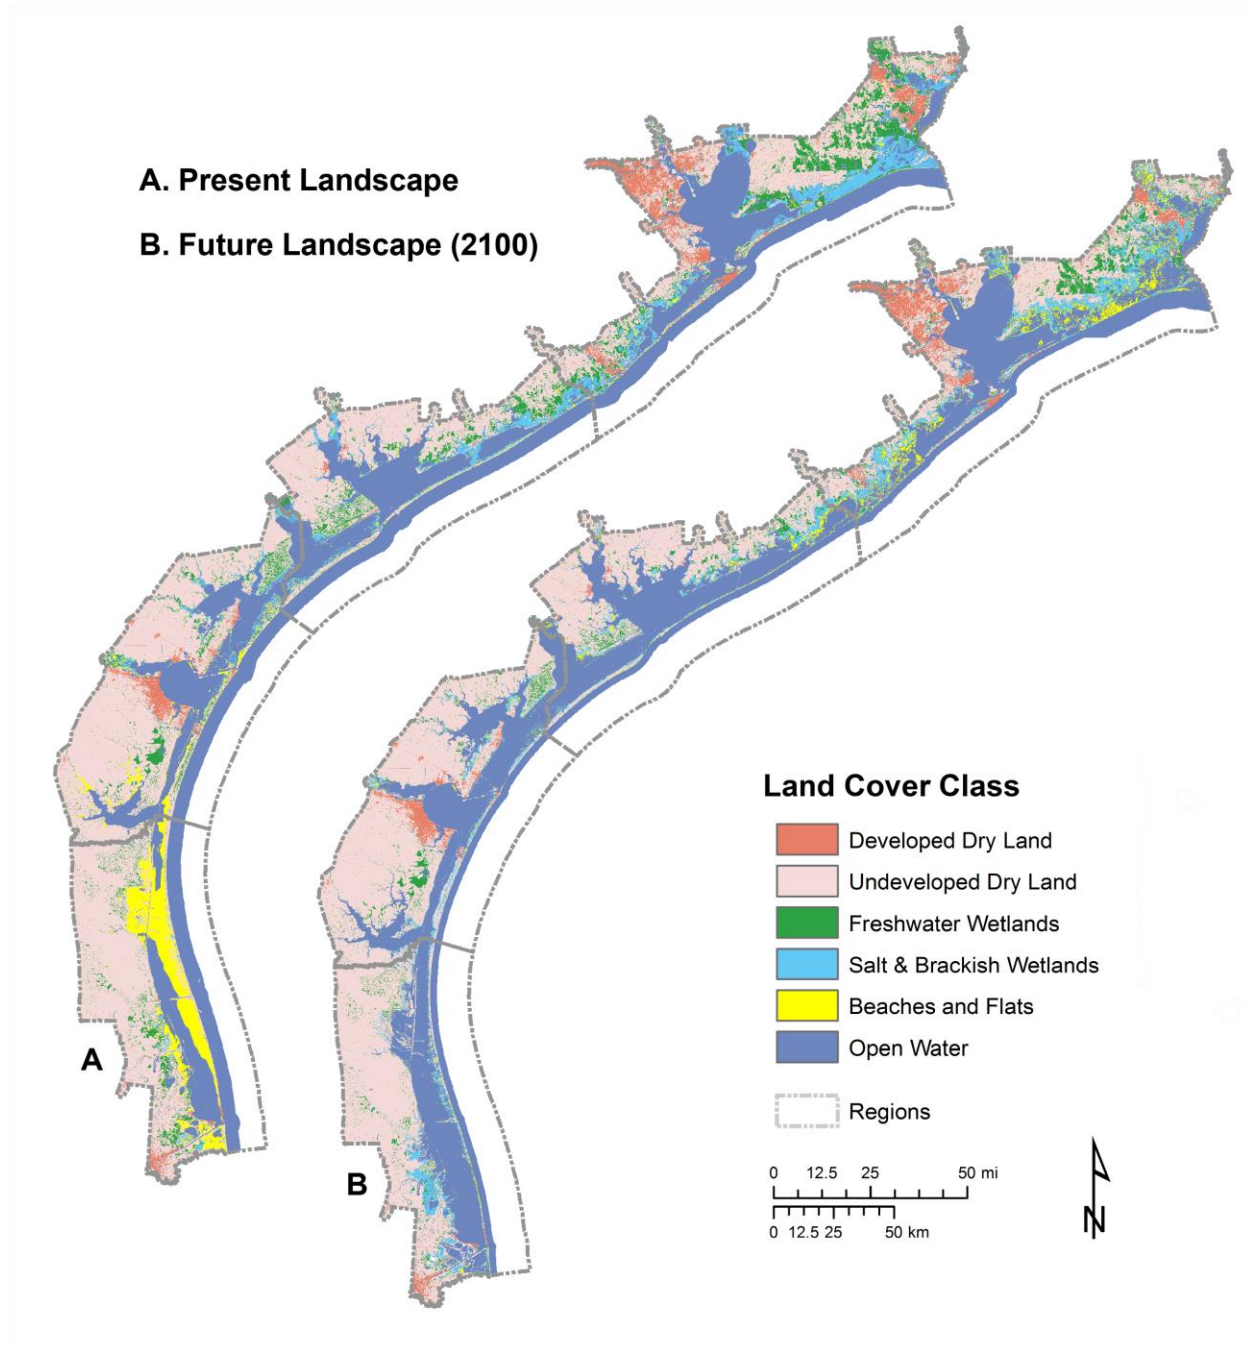 A. Present Landscape
B. Future Landscape (2100)
Land Cover Class
Developed Dry Land
Undeveloped Dry Land
Freshwater Wetlands
Salt & Brackish Wetlands
Beaches and Flats
Open Water
Regions
A
B
0 12.5 25 50 mi
0 12.5 25 50 km
N